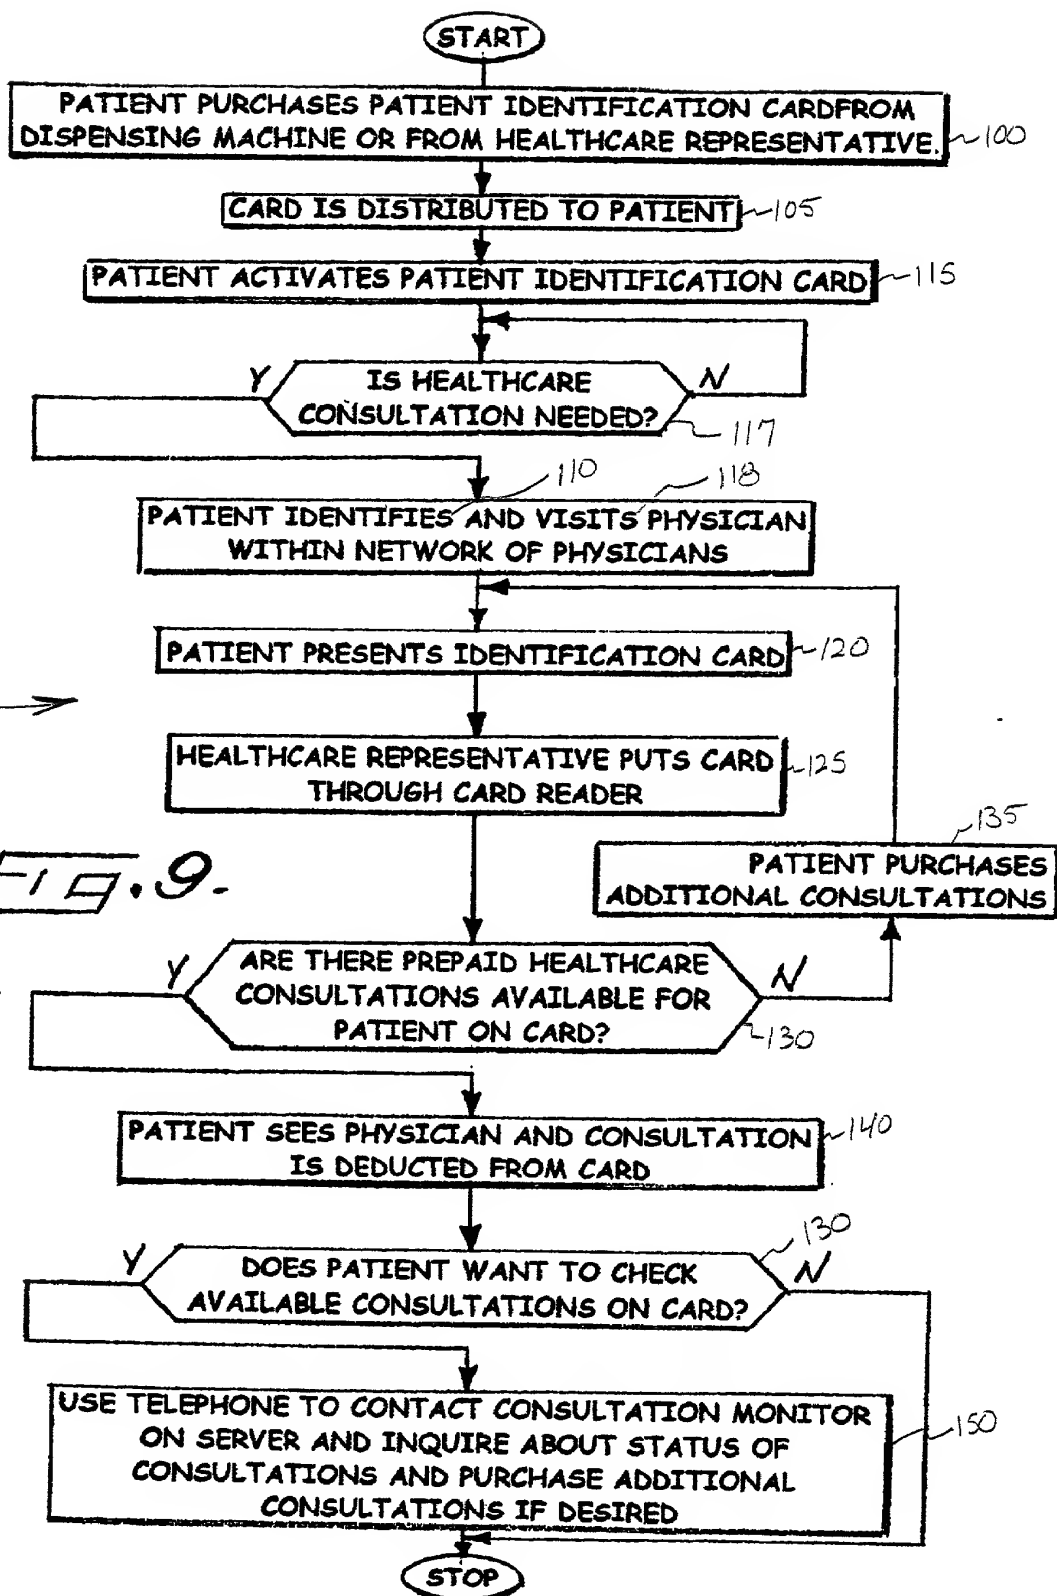 START
PATIENT PURCHASES PATIENT IDENTIFICATION CARDFROM
DISPENSING MACHINE OR FROM HEALTHCARE REPRESENTATIVE.
100
CARD IS DISTRIBUTED TO PATIENT
105
PATIENT ACTIVATES PATIENT IDENTIFICATION CARD
115
Y
IS HEALTHCARE
CONSULTATION NEEDED?
N
117
110
118
PATIENT IDENTIFIES AND VISITS PHYSICIAN
WITHIN NETWORK OF PHYSICIANS
PATIENT PRESENTS IDENTIFICATION CARD
120
HEALTHCARE REPRESENTATIVE PUTS CARD
THROUGH CARD READER
125
135
PATIENT PURCHASES
ADDITIONAL CONSULTATIONS
Fig. 9.
Y
ARE THERE PREPAID HEALTHCARE
CONSULTATIONS AVAILABLE FOR
PATIENT ON CARD?
N
130
PATIENT SEES PHYSICIAN AND CONSULTATION
IS DEDUCTED FROM CARD
140
130
Y
DOES PATIENT WANT TO CHECK
AVAILABLE CONSULTATIONS ON CARD?
N
USE TELEPHONE TO CONTACT CONSULTATION MONITOR
ON SERVER AND INQUIRE ABOUT STATUS OF
CONSULTATIONS AND PURCHASE ADDITIONAL
CONSULTATIONS IF DESIRED
150
STOP